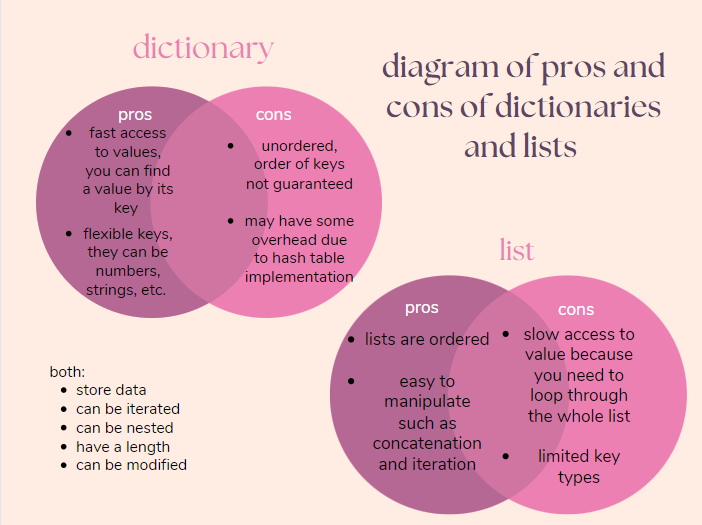 dictionary
diagram of pros and
cons of dictionaries
and lists
pros
• fast access
to values,
you can find
a value by its
key
• flexible keys,
they can be
numbers,
strings, etc.
cons
• unordered,
order of keys
not guaranteed
• may have some
overhead due
to hash table
implementation
list
pros
• lists are ordered
• easy to
manipulate
such as
concatenation
and iteration
cons
• slow access to
value because
you need to
loop through
the whole list
• limited key
types
both:
• store data
• can be iterated
• can be nested
• have a length
• can be modified